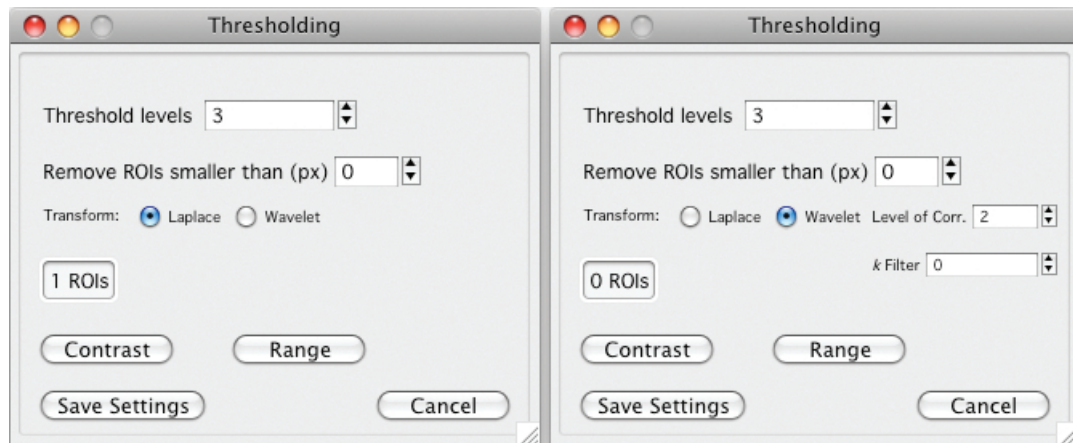 Thresholding
Threshold levels 3
Remove ROIs smaller than (px) 0
Transform: Laplace Wavelet
1 ROIs
Contrast Range
Save Settings Cancel
Thresholding
Threshold levels 3
Remove ROIs smaller than (px) 0
Transform: Laplace Wavelet Level of Corr. 2
k Filter 0
0 ROIs
Contrast Range
Save Settings Cancel